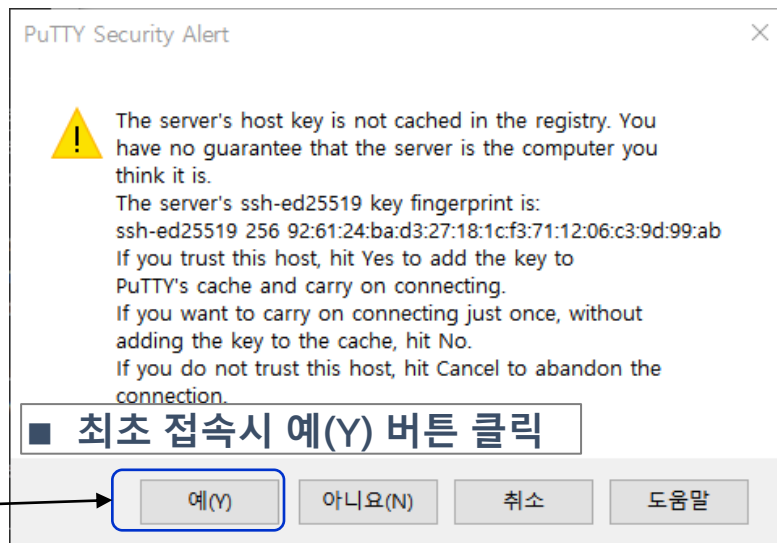 PuTTY Security Alert
The server's host key is not cached in the registry. You
have no guarantee that the server is the computer you
think it is.
The server's ssh-ed25519 key fingerprint is:
ssh-ed25519 256 92:61:24:ba:d3:27:18:1c:f3:71:12:06:c3:9d:99:ab
If you trust this host, hit Yes to add the key to
PuTTY's cache and carry on connecting.
If you want to carry on connecting just once, without
adding the key to the cache, hit No.
If you do not trust this host, hit Cancel to abandon the
connection.
■ 최초 접속시 예(Y) 버튼 클릭
예(Y) 아니요(N) 취소 도움말